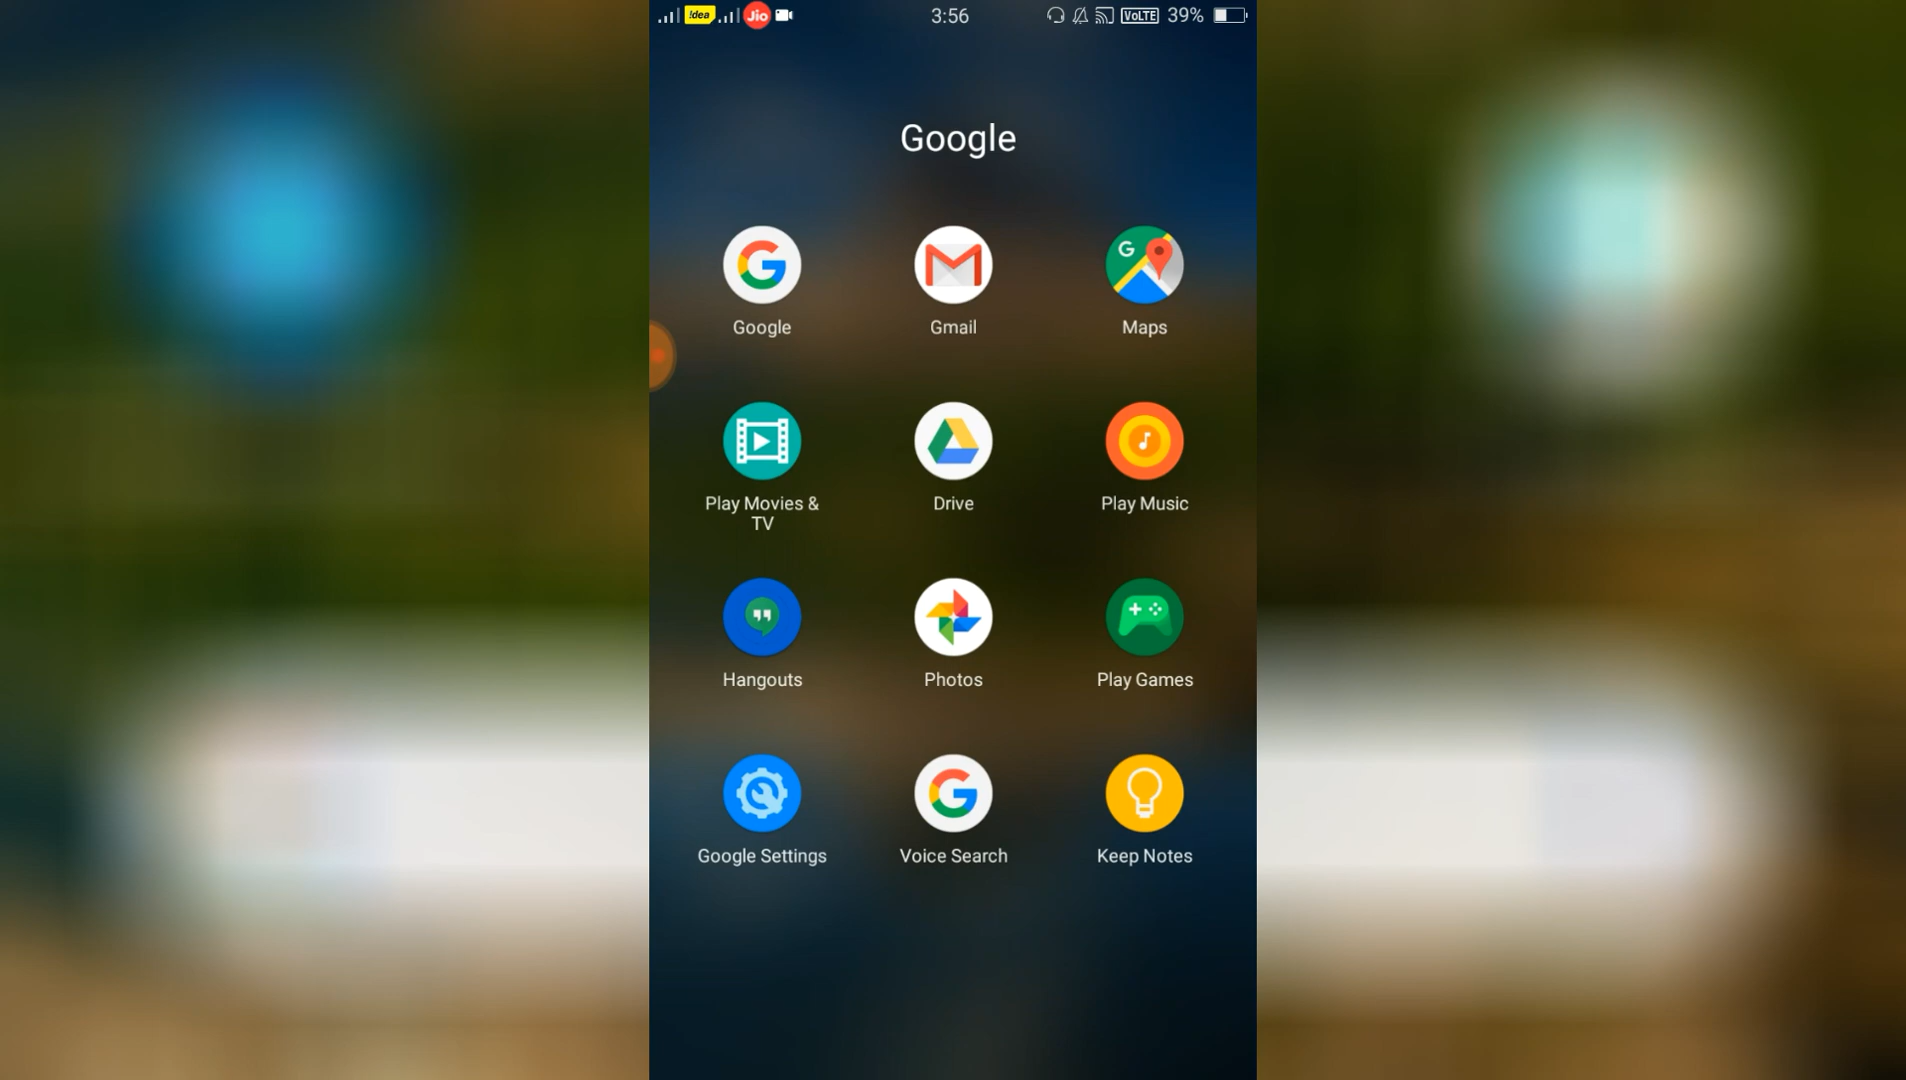 !dea Jio 3:56 VoLTE 39%
Google
Google Gmail Maps
Play Movies & TV Drive Play Music
Hangouts Photos Play Games
Google Settings Voice Search Keep Notes